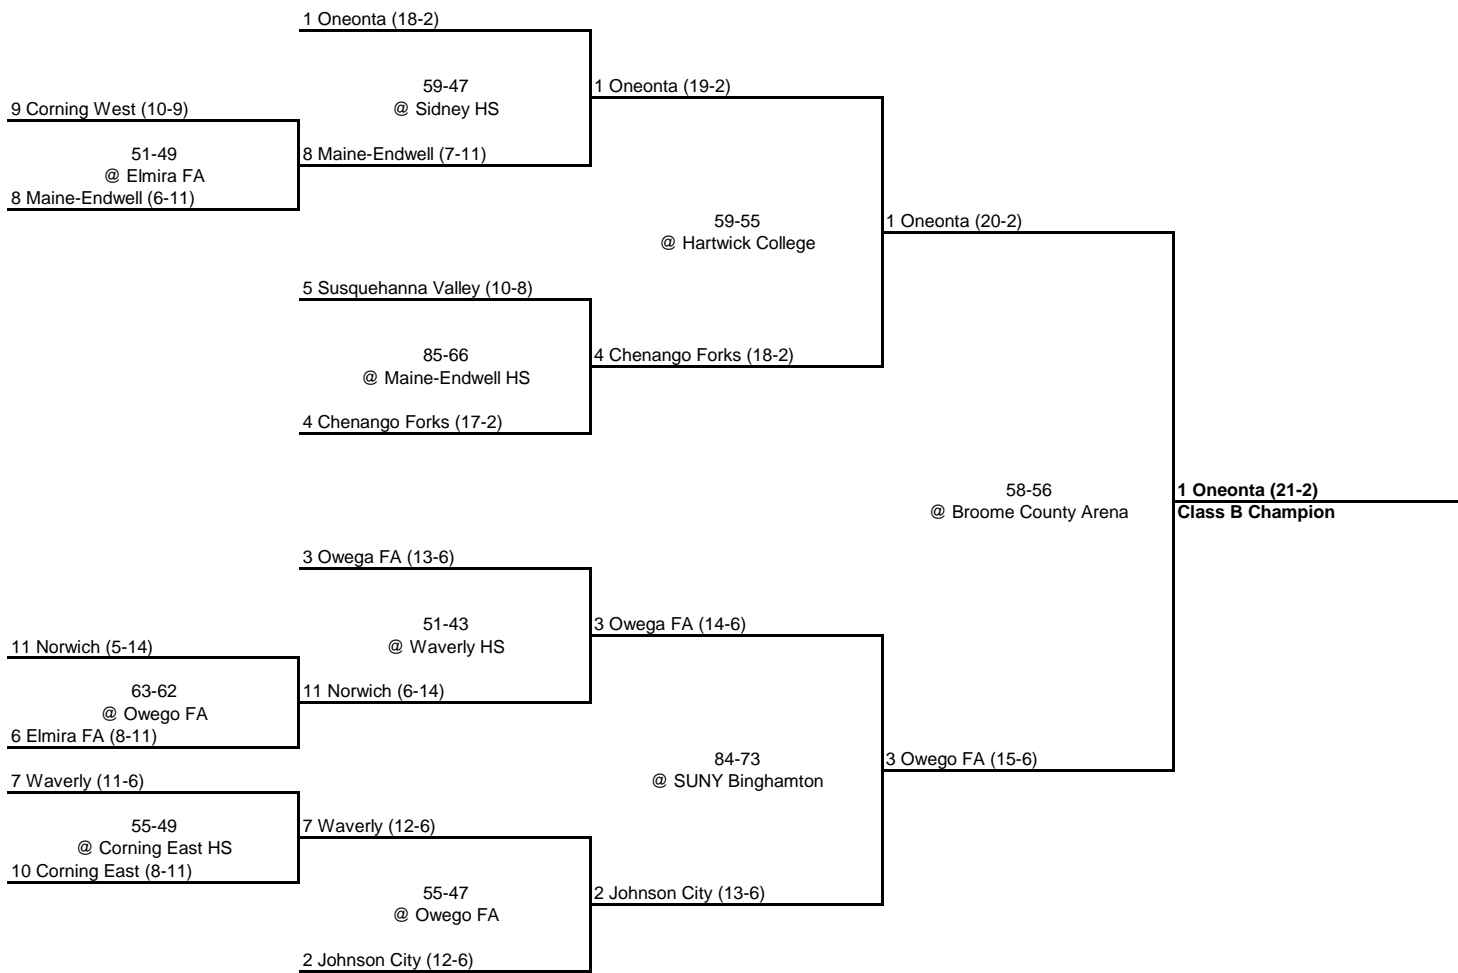 1 Oneonta (18-2)
59-47
@ Sidney HS
1 Oneonta (19-2)
9 Corning West (10-9)
51-49
@ Elmira FA
8 Maine-Endwell (7-11)
8 Maine-Endwell (6-11)
59-55
@ Hartwick College
1 Oneonta (20-2)
5 Susquehanna Valley (10-8)
85-66
@ Maine-Endwell HS
4 Chenango Forks (18-2)
4 Chenango Forks (17-2)
58-56
@ Broome County Arena
1 Oneonta (21-2)
Class B Champion
3 Owega FA (13-6)
51-43
@ Waverly HS
3 Owega FA (14-6)
11 Norwich (5-14)
63-62
@ Owego FA
11 Norwich (6-14)
6 Elmira FA (8-11)
84-73
@ SUNY Binghamton
3 Owego FA (15-6)
7 Waverly (11-6)
55-49
@ Corning East HS
7 Waverly (12-6)
10 Corning East (8-11)
55-47
@ Owego FA
2 Johnson City (13-6)
2 Johnson City (12-6)